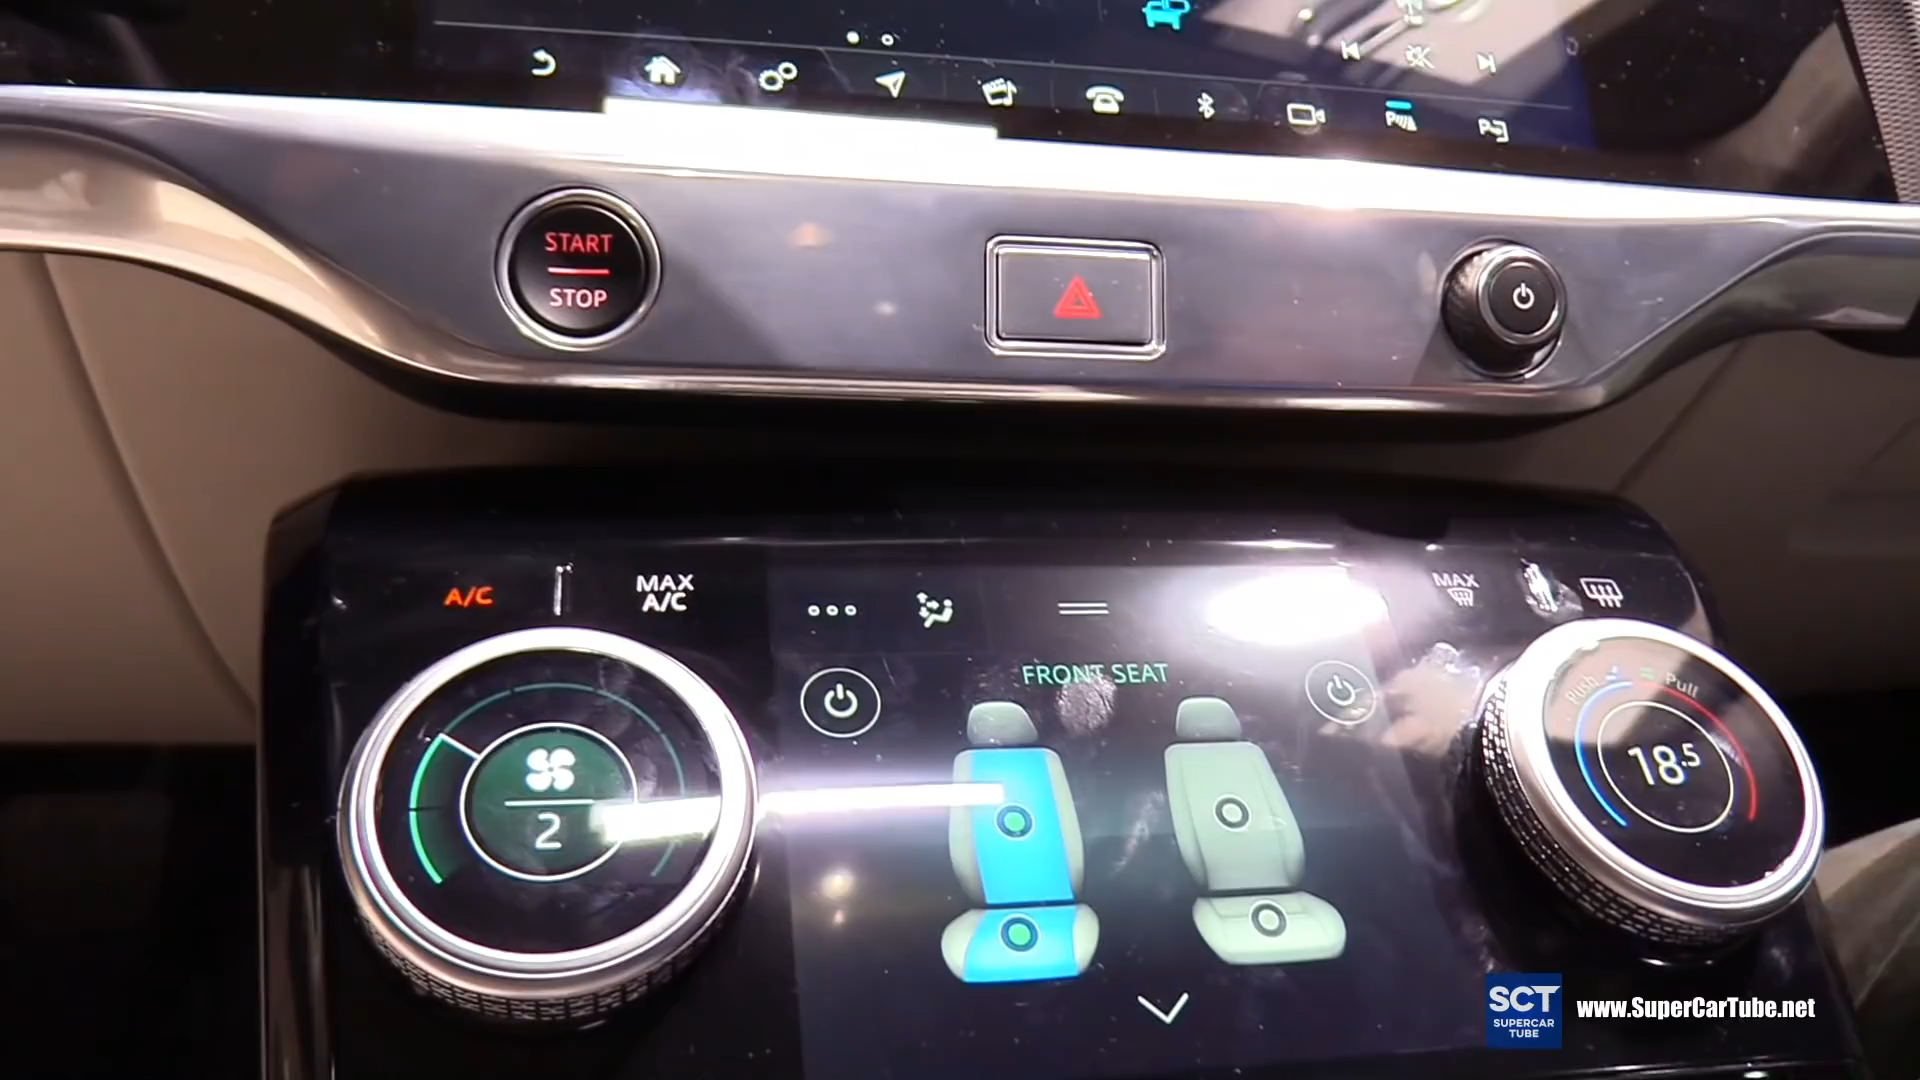 START
STOP
A/C
MAX
A/C
MAX
FRONT SEAT
Push
Pull
2
18.5
SCT
SUPERCAR
TUBE
www.SuperCarTube.net